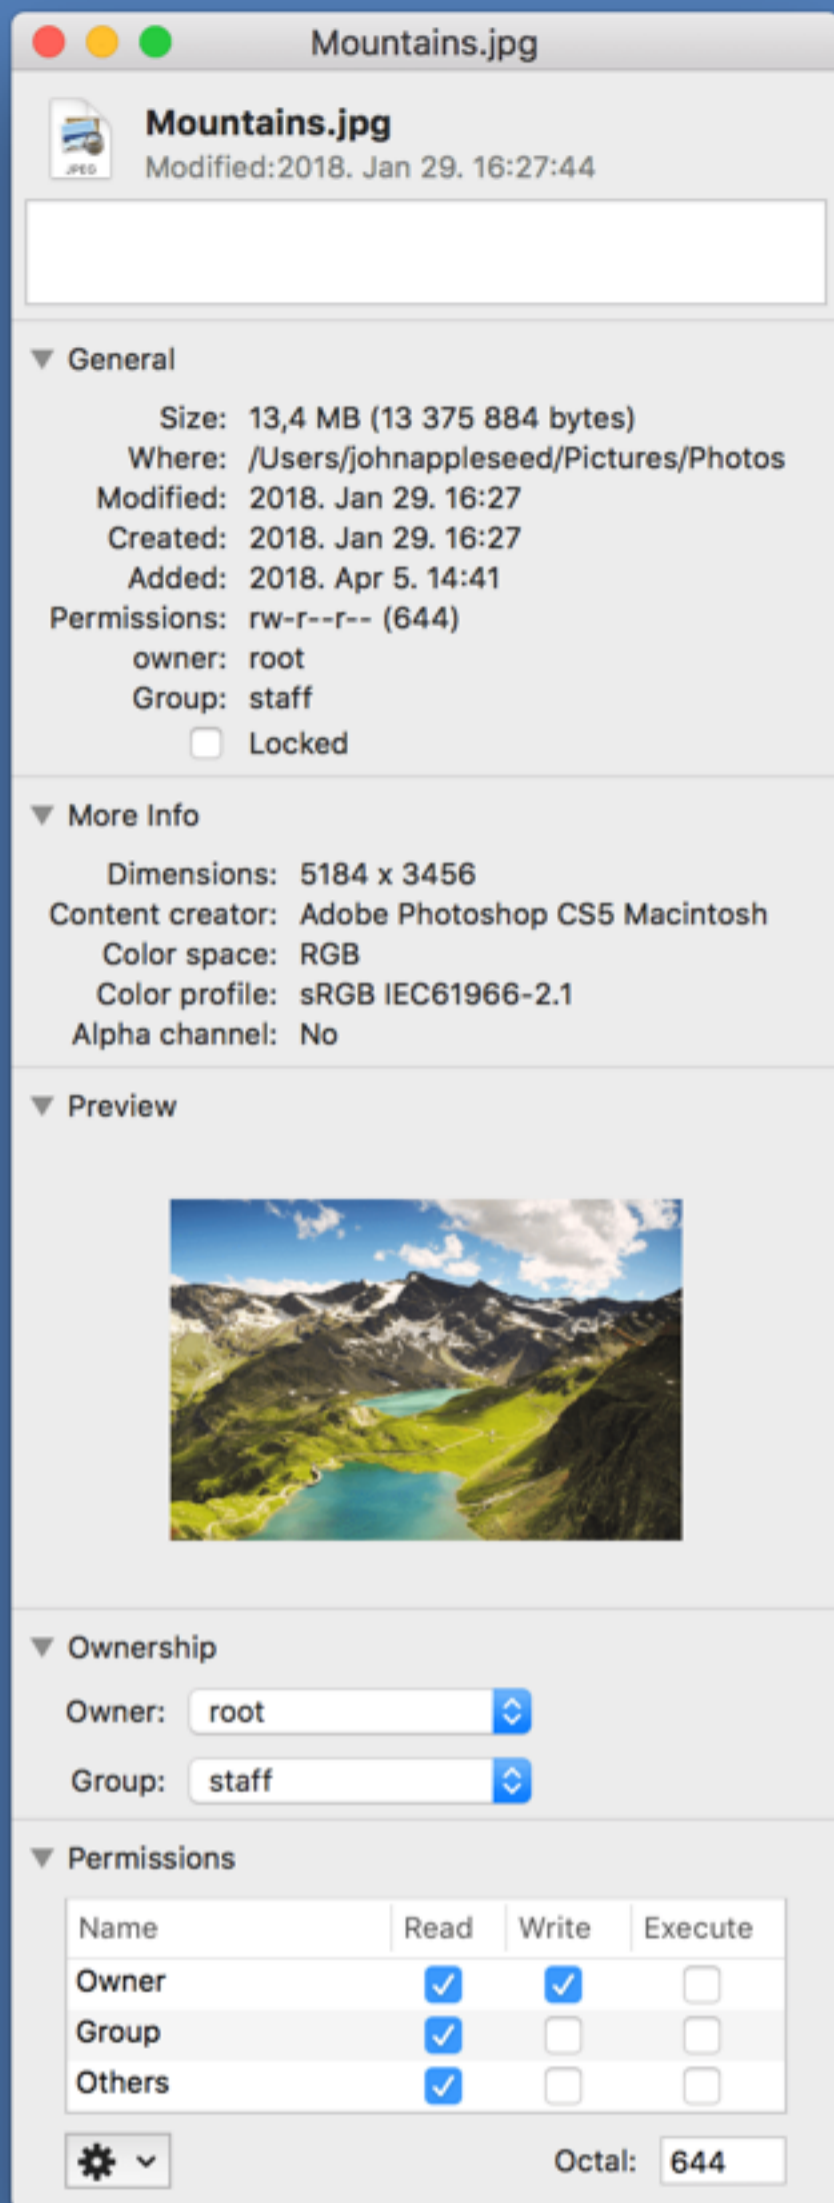 Mountains.jpg
JPEG
Mountains.jpg
Modified:2018. Jan 29. 16:27:44
General
Size: 13,4 MB (13 375 884 bytes)
Where: /Users/johnappleseed/Pictures/Photos
Modified: 2018. Jan 29. 16:27
Created: 2018. Jan 29. 16:27
Added: 2018. Apr 5. 14:41
Permissions: rw-r--r-- (644)
owner: root
Group: staff
Locked
More Info
Dimensions: 5184 x 3456
Content creator: Adobe Photoshop CS5 Macintosh
Color space: RGB
Color profile: sRGB IEC61966-2.1
Alpha channel: No
Preview
Ownership
Owner: root
Group: staff
Permissions
Name Read Write Execute
Owner
Group
Others
Octal: 644